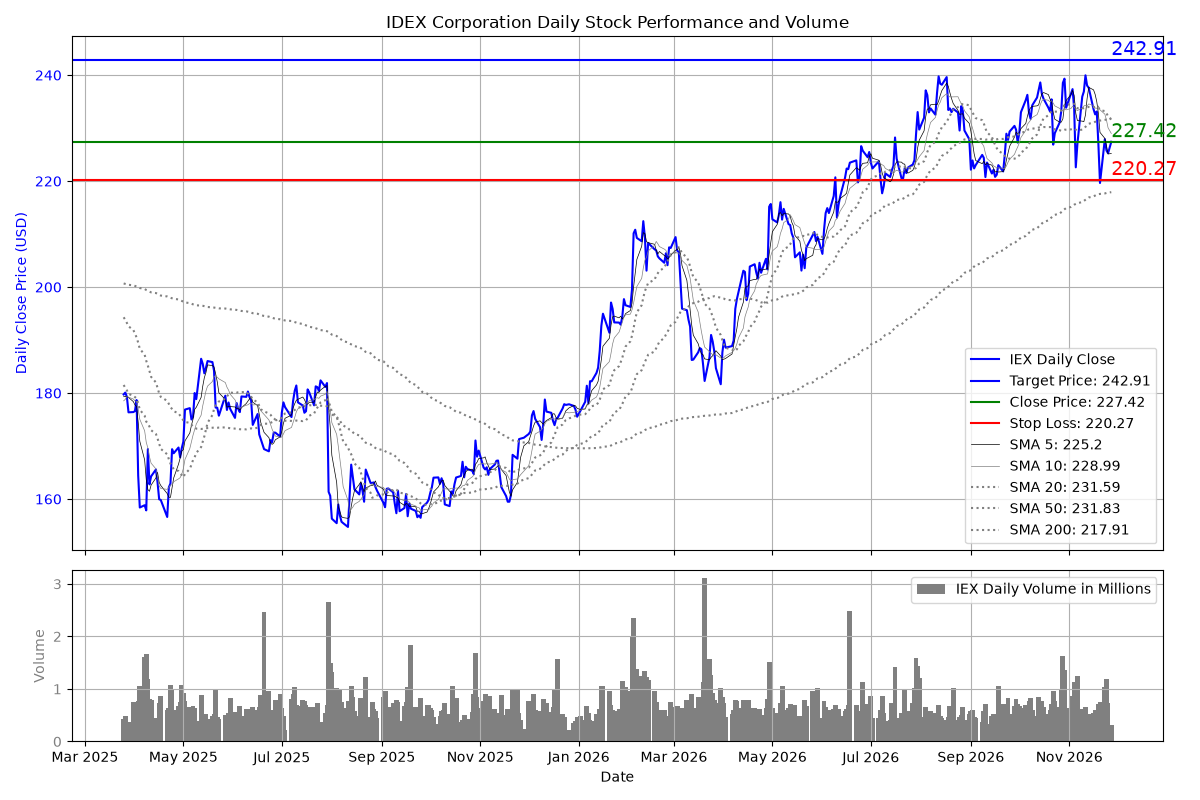 IDEX Corporation Daily Stock Performance and Volume
242.91
240
227.42
220.27
220
200
180
160
Daily Close Price (USD)
IEX Daily Close
Target Price: 242.91
Close Price: 227.42
Stop Loss: 220.27
SMA 5: 225.2
SMA 10: 228.99
SMA 20: 231.59
SMA 50: 231.83
SMA 200: 217.91
3
2
1
0
Volume
IEX Daily Volume in Millions
Mar 2025 May 2025 Jul 2025 Sep 2025 Nov 2025 Jan 2026 Mar 2026 May 2026 Jul 2026 Sep 2026 Nov 2026
Date